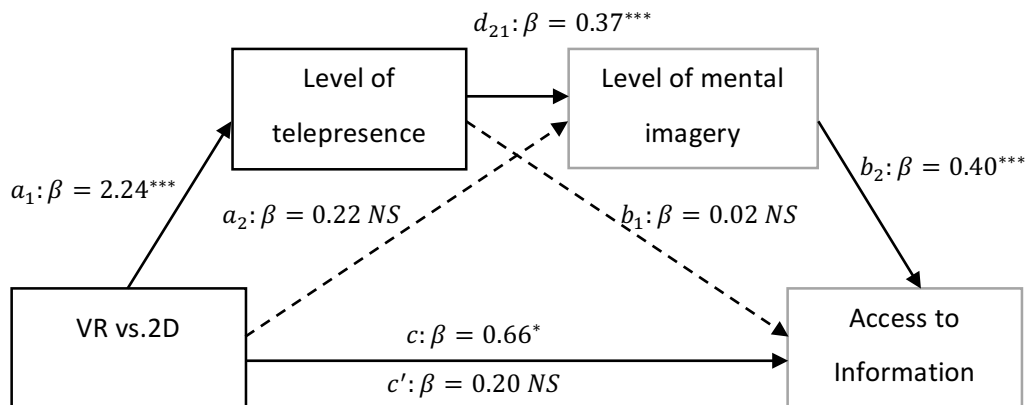 d₂₁: β = 0.37***
Level of
telepresence
Level of mental
imagery
a₁: β = 2.24***
b₂: β = 0.40***
a₂: β = 0.22 NS
b₁: β = 0.02 NS
VR vs.2D
c: β = 0.66*
c′: β = 0.20 NS
Access to
Information